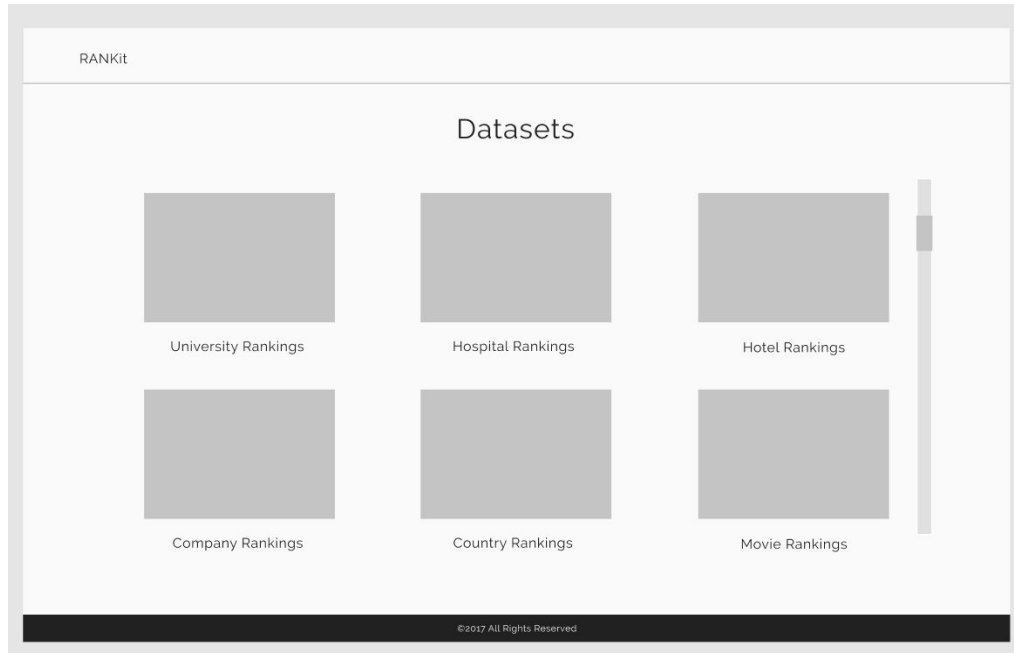 RANKit
Datasets
University Rankings
Hospital Rankings
Hotel Rankings
Company Rankings
Country Rankings
Movie Rankings
©2017 All Rights Reserved